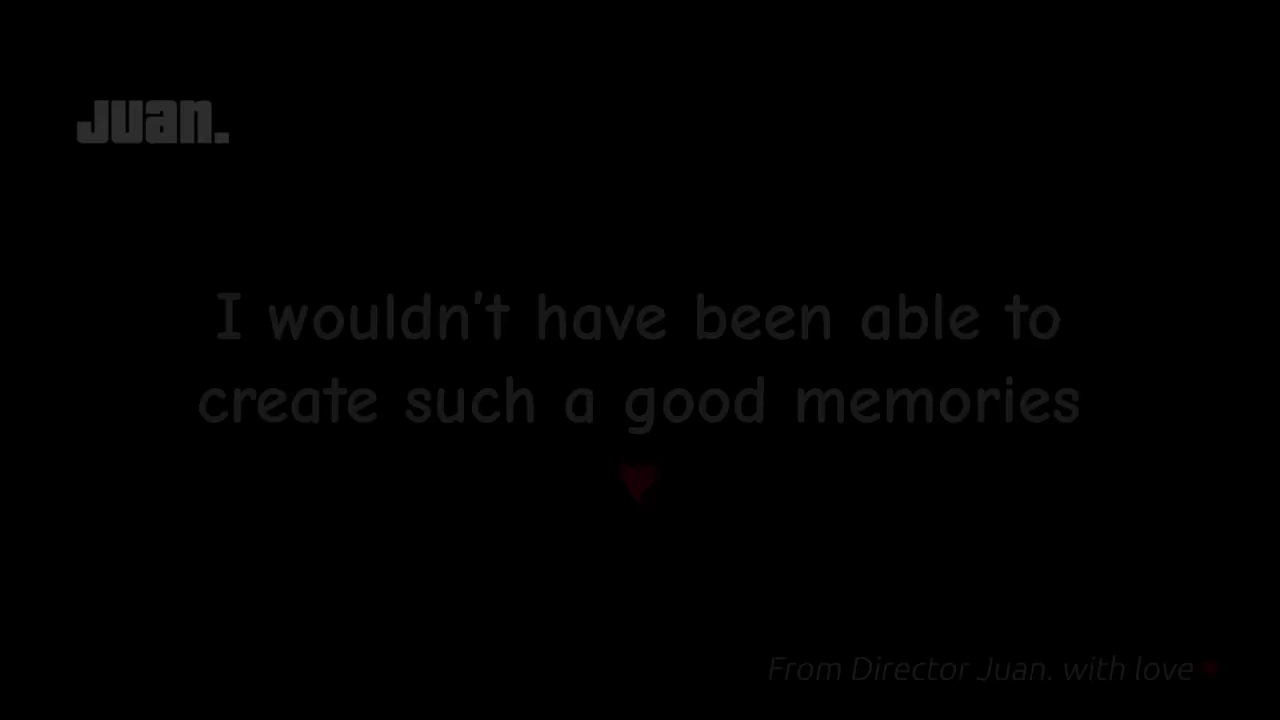 Juan.
I wouldn't have been able to
create such a good memories
From Director Juan. with love